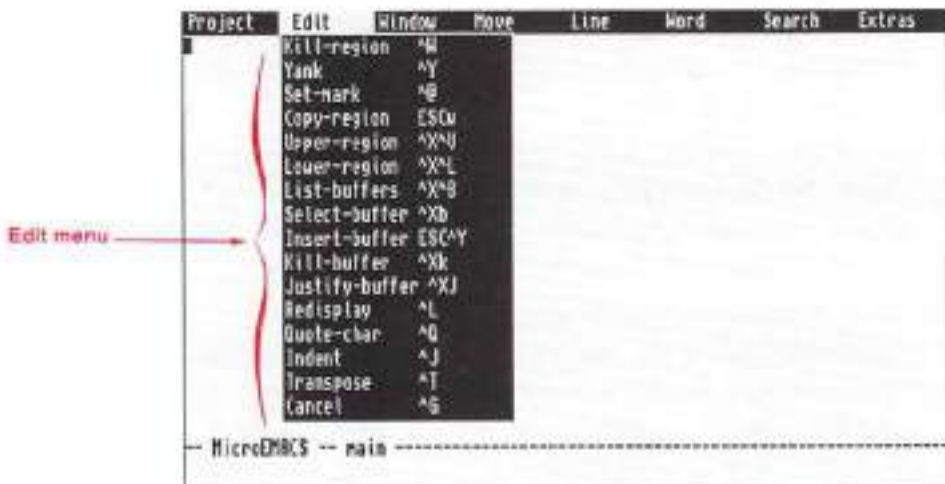 Project Edit Window Move Line Word Search Extras
Kill-region ^W
Yank ^Y
Set-mark ^@
Copy-region ESCw
Upper-region ^X^U
Lower-region ^X^L
List-buffers ^X^B
Select-buffer ^Xb
Edit menu
Insert-buffer ESC^Y
Kill-buffer ^Xk
Justify-buffer ^XJ
Redisplay ^L
Quote-char ^Q
Indent ^J
Transpose ^T
Cancel ^G
-- MicroEMACS -- main --------------------------------------------